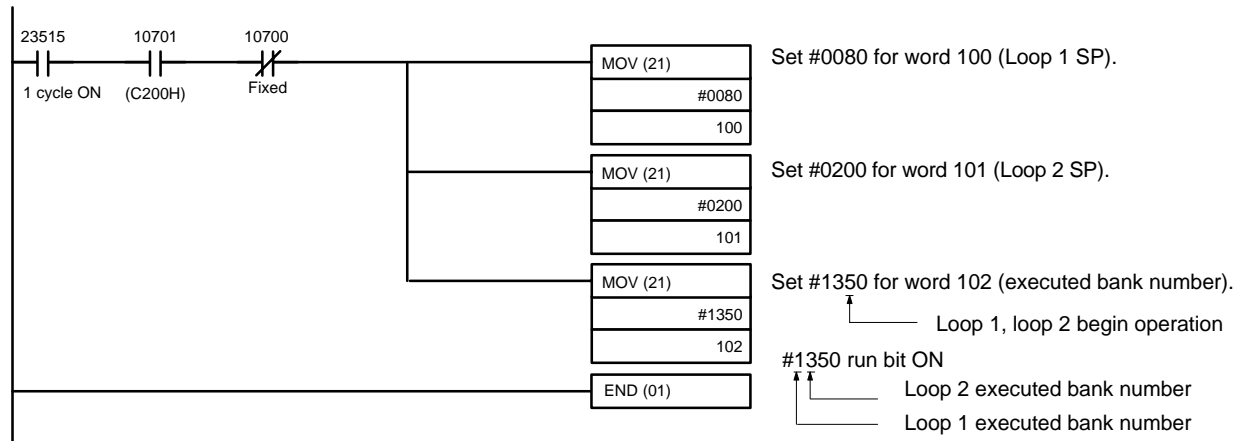 23515 10701 10700
1 cycle ON (C200H) Fixed
MOV (21) Set #0080 for word 100 (Loop 1 SP).
#0080
100
MOV (21) Set #0200 for word 101 (Loop 2 SP).
#0200
101
MOV (21) Set #1350 for word 102 (executed bank number).
#1350 Loop 1, loop 2 begin operation
102
#1350 run bit ON
END (01) Loop 2 executed bank number
Loop 1 executed bank number